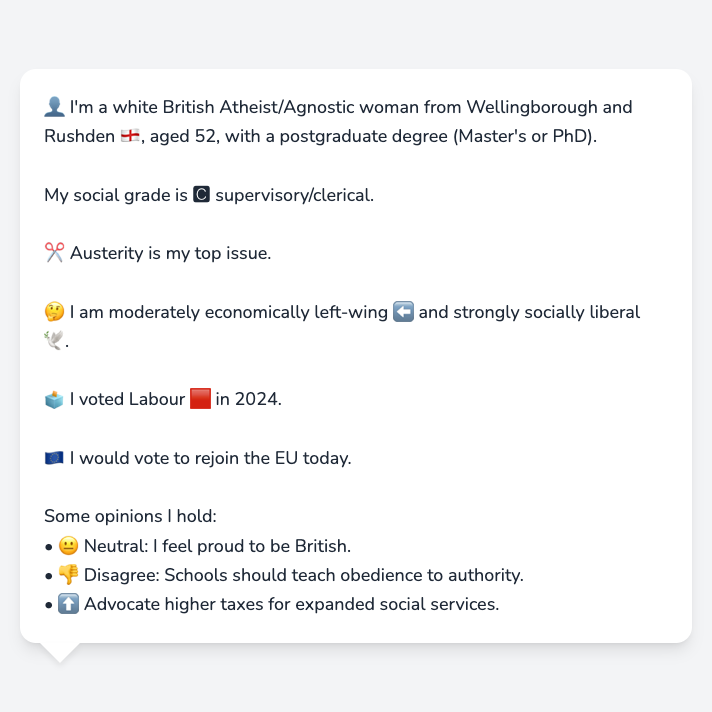 👤 I'm a white British Atheist/Agnostic woman from Wellingborough and
Rushden 🏴󠁧󠁢󠁥󠁮󠁧󠁿, aged 52, with a postgraduate degree (Master's or PhD).
My social grade is 🅲 supervisory/clerical.
✂️ Austerity is my top issue.
🤔 I am moderately economically left-wing ⬅️ and strongly socially liberal
🕊️.
🗳️ I voted Labour 🟥 in 2024.
🇪🇺 I would vote to rejoin the EU today.
Some opinions I hold:
• 😐 Neutral: I feel proud to be British.
• 👎 Disagree: Schools should teach obedience to authority.
• ⬆️ Advocate higher taxes for expanded social services.